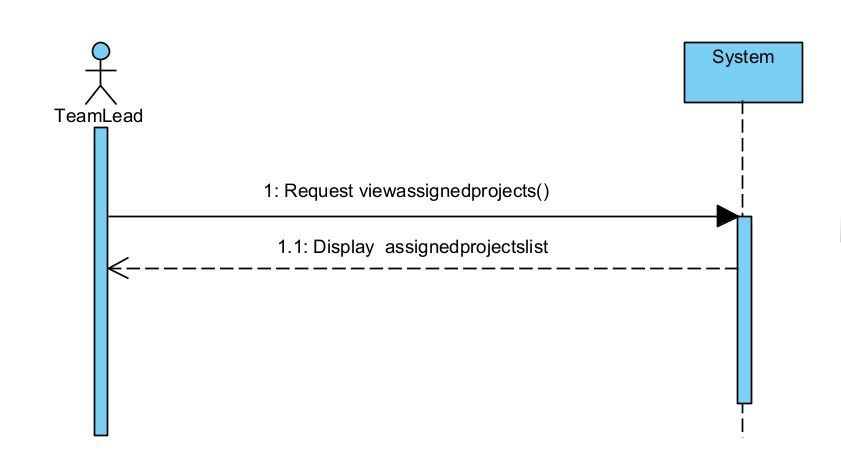 System
TeamLead
1: Request viewassignedprojects()
1.1: Display  assignedprojectslist